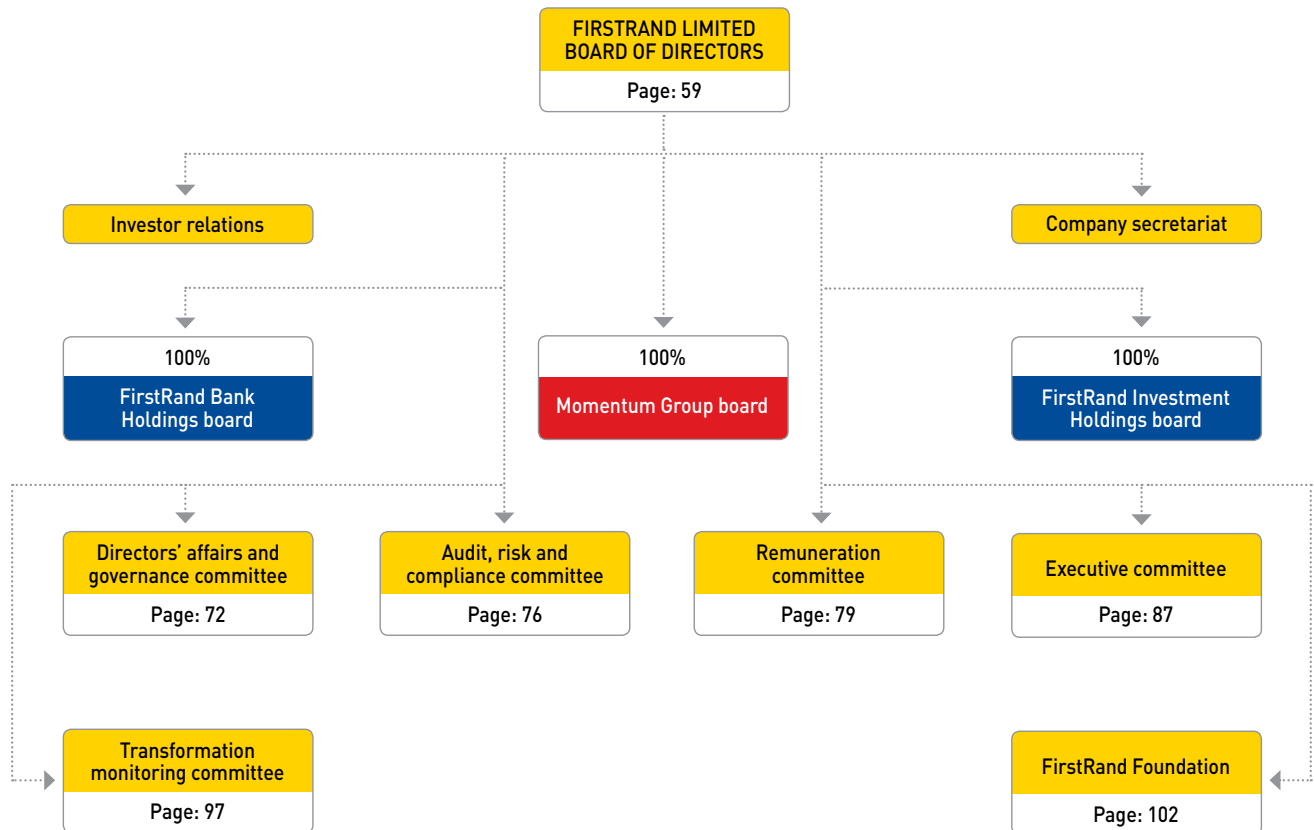 FIRSTRAND LIMITED
BOARD OF DIRECTORS
Page: 59
Investor relations
Company secretariat
100%
FirstRand Bank
Holdings board
100%
Momentum Group board
100%
FirstRand Investment
Holdings board
Directors' affairs and
governance committee
Page: 72
Audit, risk and
compliance committee
Page: 76
Remuneration
committee
Page: 79
Executive committee
Page: 87
Transformation
monitoring committee
Page: 97
FirstRand Foundation
Page: 102